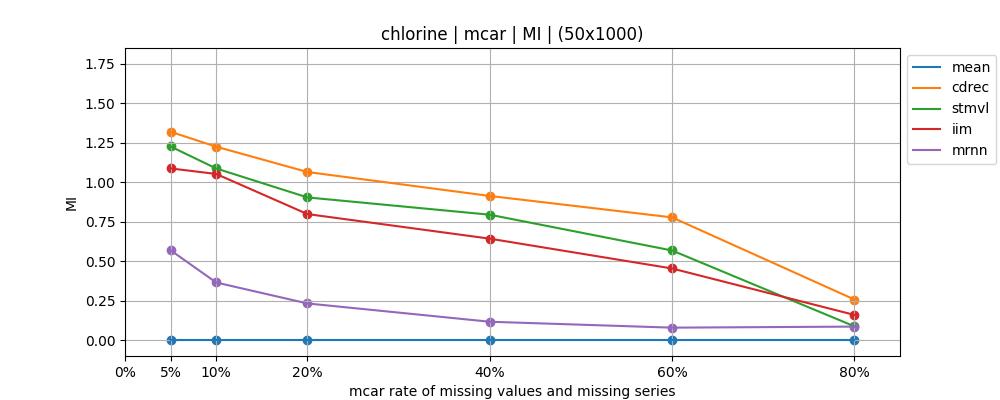 chlorine | mcar | MI | (50x1000)
1.75
1.50
1.25
1.00
0.75
0.50
0.25
0.00
MI
0% 5% 10% 20% 40% 60% 80%
mcar rate of missing values and missing series
mean
cdrec
stmvl
iim
mrnn